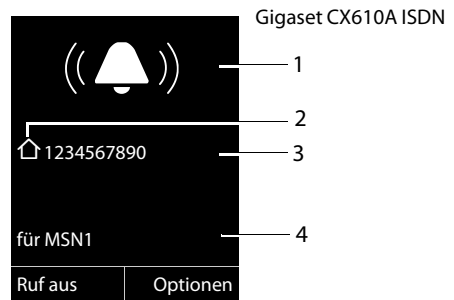 Gigaset CX610A ISDN
1
2
1234567890
3
für MSN1
4
Ruf aus
Optionen